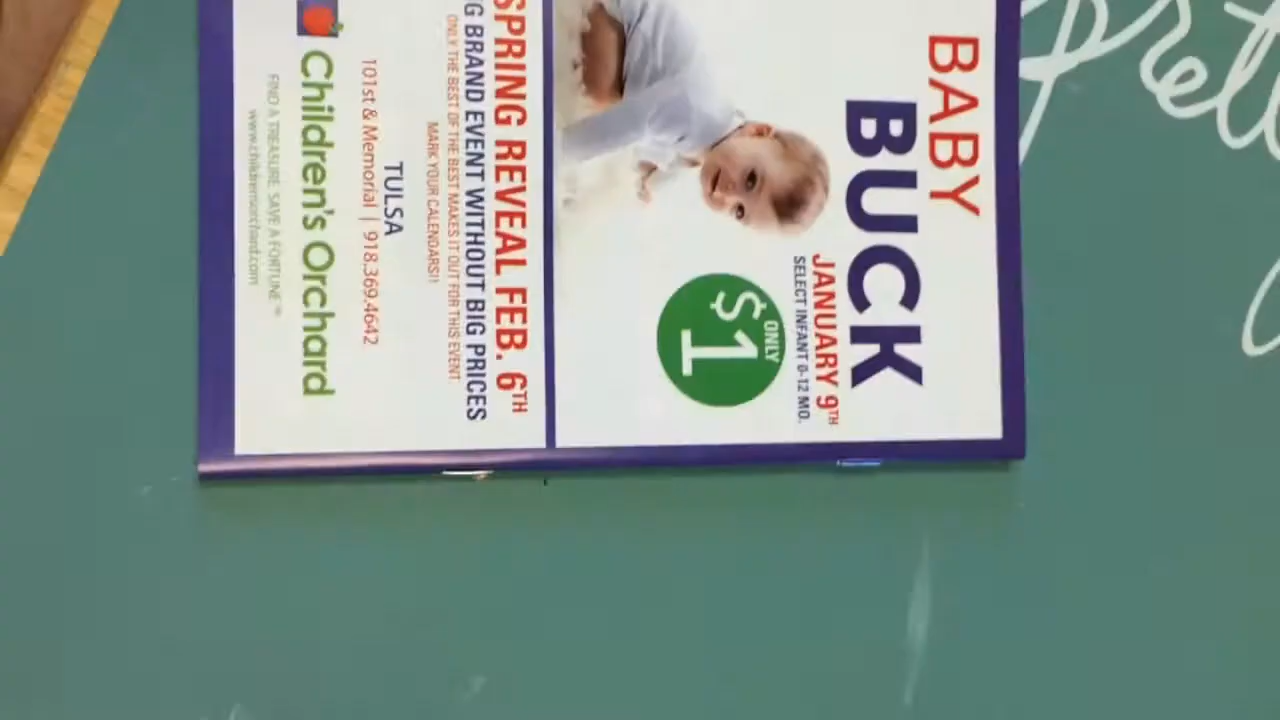 BABY
BUCK
JANUARY 9TH
SELECT INFANT 0-12 MO.
ONLY
$1
SPRING REVEAL FEB. 6TH
G BRAND EVENT WITHOUT BIG PRICES
ONLY THE BEST OF THE BEST MAKES IT OUT FOR THIS EVENT.
MARK YOUR CALENDARS!!
TULSA
101st & Memorial | 918.369.4642
Children's Orchard
FIND A TREASURE. SAVE A FORTUNE™
www.childrensorchard.com